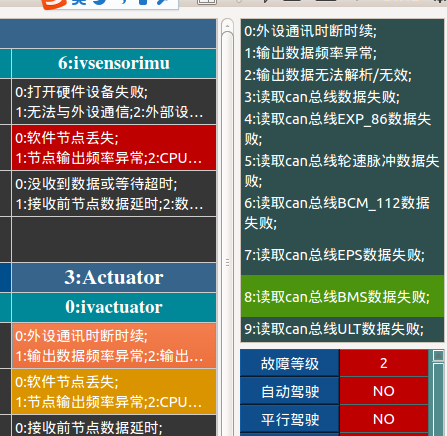 6:ivsensorimu
0:打开硬件设备失败;
1:无法与外设通信;2:外部设…
0:软件节点丢失;
1:节点输出频率异常;2:CPU…
0:没收到数据或等待超时;
1:接收前节点数据延时;2:数…
3:Actuator
0:ivactuator
0:外设通讯时断时续;
1:输出数据频率异常;2:输出…
0:软件节点丢失;
1:节点输出频率异常;2:CPU…
0:接收前节点数据延时;
0:外设通讯时断时续;
1:输出数据频率异常;
2:输出数据无法解析/无效;
3:读取can总线数据失败;
4:读取can总线EXP_86数据失
败;
5:读取can总线轮速脉冲数据失
败;
6:读取can总线BCM_112数据
失败;
7:读取can总线EPS数据失败;
8:读取can总线BMS数据失败;
9:读取can总线ULT数据失败;
故障等级 2
自动驾驶 NO
平行驾驶 NO